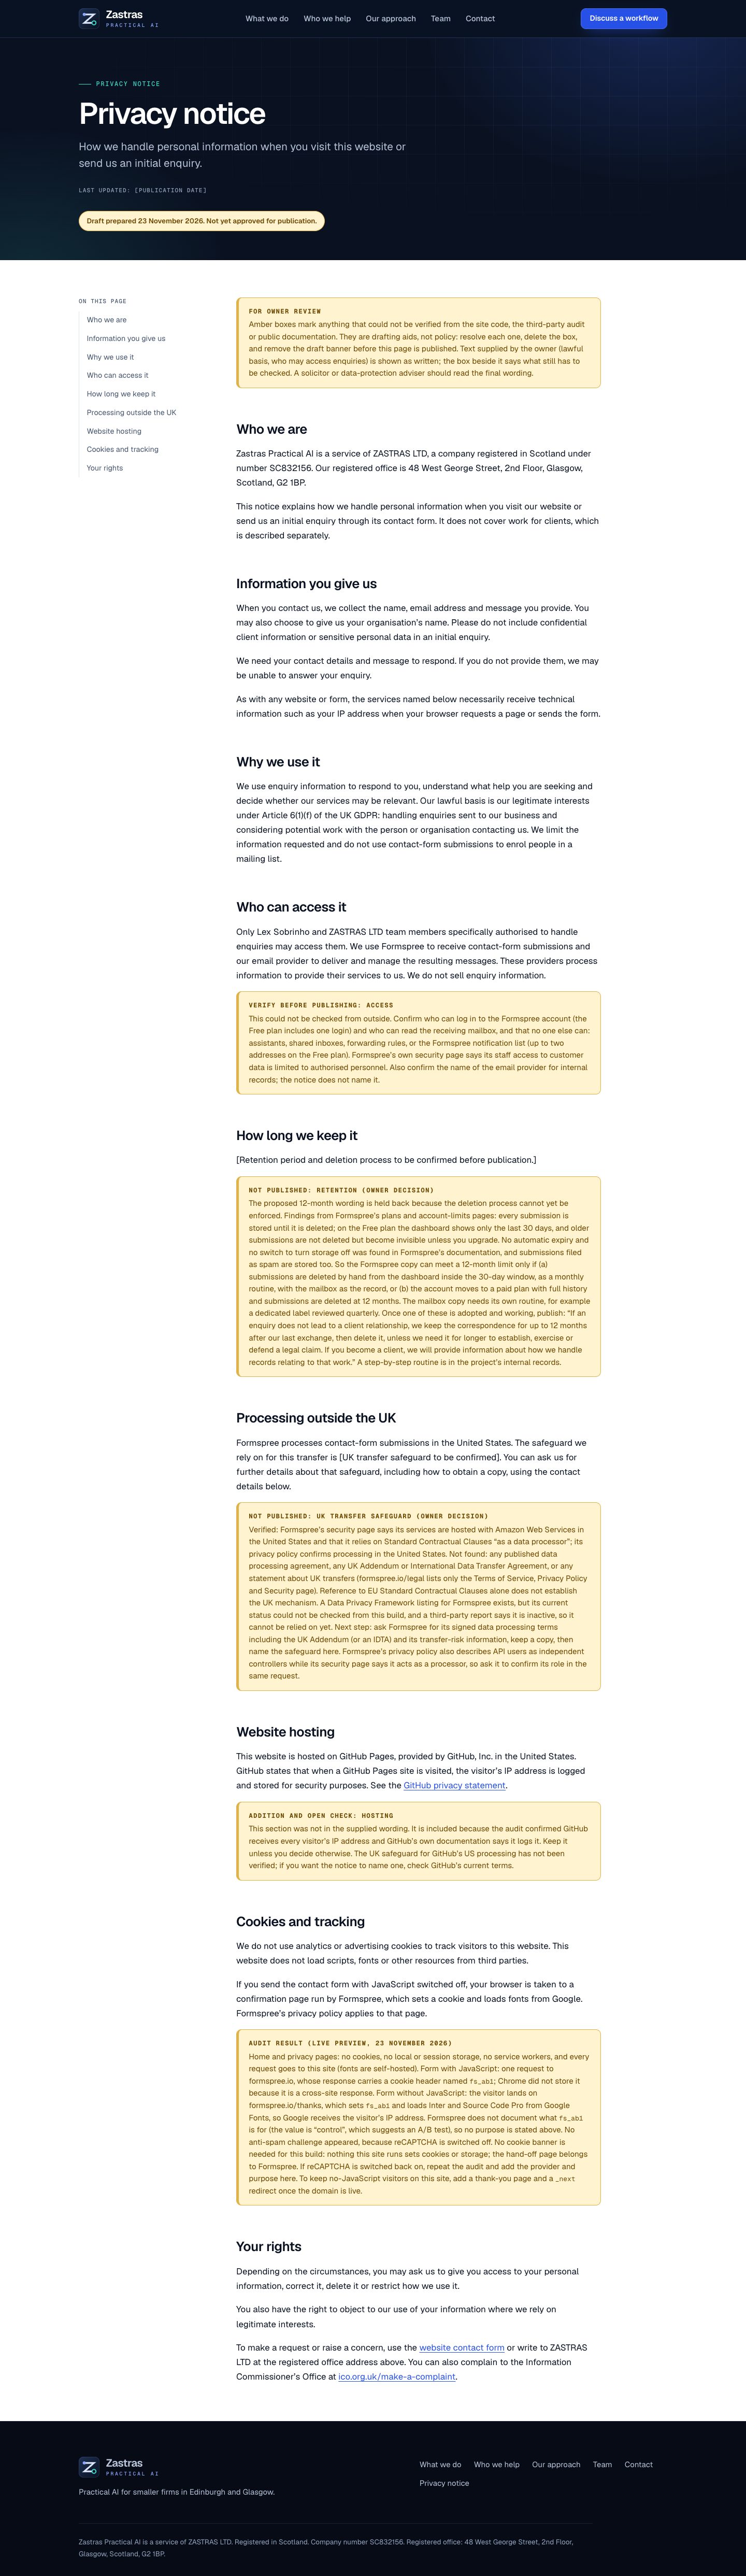 Zastras
PRACTICAL AI
What we do
Who we help
Our approach
Team
Contact
Discuss a workflow
PRIVACY NOTICE
Privacy notice
How we handle personal information when you visit this website or
send us an initial enquiry.
LAST UPDATED: [PUBLICATION DATE]
Draft prepared 23 November 2026. Not yet approved for publication.
ON THIS PAGE
Who we are
Information you give us
Why we use it
Who can access it
How long we keep it
Processing outside the UK
Website hosting
Cookies and tracking
Your rights
FOR OWNER REVIEW
Amber boxes mark anything that could not be verified from the site code, the third-party audit
or public documentation. They are drafting aids, not policy: resolve each one, delete the box,
and remove the draft banner before this page is published. Text supplied by the owner (lawful
basis, who may access enquiries) is shown as written; the box beside it says what still has to
be checked. A solicitor or data-protection adviser should read the final wording.
Who we are
Zastras Practical AI is a service of ZASTRAS LTD, a company registered in Scotland under
number SC832156. Our registered office is 48 West George Street, 2nd Floor, Glasgow,
Scotland, G2 1BP.
This notice explains how we handle personal information when you visit our website or
send us an initial enquiry through its contact form. It does not cover work for clients, which
is described separately.
Information you give us
When you contact us, we collect the name, email address and message you provide. You
may also choose to give us your organisation's name. Please do not include confidential
client information or sensitive personal data in an initial enquiry.
We need your contact details and message to respond. If you do not provide them, we may
be unable to answer your enquiry.
As with any website or form, the services named below necessarily receive technical
information such as your IP address when your browser requests a page or sends the form.
Why we use it
We use enquiry information to respond to you, understand what help you are seeking and
decide whether our services may be relevant. Our lawful basis is our legitimate interests
under Article 6(1)(f) of the UK GDPR: handling enquiries sent to our business and
considering potential work with the person or organisation contacting us. We limit the
information requested and do not use contact-form submissions to enrol people in a
mailing list.
Who can access it
Only Lex Sobrinho and ZASTRAS LTD team members specifically authorised to handle
enquiries may access them. We use Formspree to receive contact-form submissions and
our email provider to deliver and manage the resulting messages. These providers process
information to provide their services to us. We do not sell enquiry information.
VERIFY BEFORE PUBLISHING: ACCESS
This could not be checked from outside. Confirm who can log in to the Formspree account (the
Free plan includes one login) and who can read the receiving mailbox, and that no one else can:
assistants, shared inboxes, forwarding rules, or the Formspree notification list (up to two
addresses on the Free plan). Formspree's own security page says its staff access to customer
data is limited to authorised personnel. Also confirm the name of the email provider for internal
records; the notice does not name it.
How long we keep it
[Retention period and deletion process to be confirmed before publication.]
NOT PUBLISHED: RETENTION (OWNER DECISION)
The proposed 12-month wording is held back because the deletion process cannot yet be
enforced. Findings from Formspree's plans and account-limits pages: every submission is
stored until it is deleted; on the Free plan the dashboard shows only the last 30 days, and older
submissions are not deleted but become invisible unless you upgrade. No automatic expiry and
no switch to turn storage off was found in Formspree's documentation, and submissions filed
as spam are stored too. So the Formspree copy can meet a 12-month limit only if (a)
submissions are deleted by hand from the dashboard inside the 30-day window, as a monthly
routine, with the mailbox as the record, or (b) the account moves to a paid plan with full history
and submissions are deleted at 12 months. The mailbox copy needs its own routine, for example
a dedicated label reviewed quarterly. Once one of these is adopted and working, publish: “If an
enquiry does not lead to a client relationship, we keep the correspondence for up to 12 months
after our last exchange, then delete it, unless we need it for longer to establish, exercise or
defend a legal claim. If you become a client, we will provide information about how we handle
records relating to that work.” A step-by-step routine is in the project's internal records.
Processing outside the UK
Formspree processes contact-form submissions in the United States. The safeguard we
rely on for this transfer is [UK transfer safeguard to be confirmed]. You can ask us for
further details about that safeguard, including how to obtain a copy, using the contact
details below.
NOT PUBLISHED: UK TRANSFER SAFEGUARD (OWNER DECISION)
Verified: Formspree's security page says its services are hosted with Amazon Web Services in
the United States and that it relies on Standard Contractual Clauses “as a data processor”; its
privacy policy confirms processing in the United States. Not found: any published data
processing agreement, any UK Addendum or International Data Transfer Agreement, or any
statement about UK transfers (formspree.io/legal lists only the Terms of Service, Privacy Policy
and Security page). Reference to EU Standard Contractual Clauses alone does not establish
the UK mechanism. A Data Privacy Framework listing for Formspree exists, but its current
status could not be checked from this build, and a third-party report says it is inactive, so it
cannot be relied on yet. Next step: ask Formspree for its signed data processing terms
including the UK Addendum (or an IDTA) and its transfer-risk information, keep a copy, then
name the safeguard here. Formspree's privacy policy also describes API users as independent
controllers while its security page says it acts as a processor, so ask it to confirm its role in the
same request.
Website hosting
This website is hosted on GitHub Pages, provided by GitHub, Inc. in the United States.
GitHub states that when a GitHub Pages site is visited, the visitor's IP address is logged
and stored for security purposes. See the GitHub privacy statement.
ADDITION AND OPEN CHECK: HOSTING
This section was not in the supplied wording. It is included because the audit confirmed GitHub
receives every visitor's IP address and GitHub's own documentation says it logs it. Keep it
unless you decide otherwise. The UK safeguard for GitHub's US processing has not been
verified; if you want the notice to name one, check GitHub's current terms.
Cookies and tracking
We do not use analytics or advertising cookies to track visitors to this website. This
website does not load scripts, fonts or other resources from third parties.
If you send the contact form with JavaScript switched off, your browser is taken to a
confirmation page run by Formspree, which sets a cookie and loads fonts from Google.
Formspree's privacy policy applies to that page.
AUDIT RESULT (LIVE PREVIEW, 23 NOVEMBER 2026)
Home and privacy pages: no cookies, no local or session storage, no service workers, and every
request goes to this site (fonts are self-hosted). Form with JavaScript: one request to
formspree.io, whose response carries a cookie header named fs_ab1; Chrome did not store it
because it is a cross-site response. Form without JavaScript: the visitor lands on
formspree.io/thanks, which sets fs_ab1 and loads Inter and Source Code Pro from Google
Fonts, so Google receives the visitor's IP address. Formspree does not document what fs_ab1
is for (the value is “control”, which suggests an A/B test), so no purpose is stated above. No
anti-spam challenge appeared, because reCAPTCHA is switched off. No cookie banner is
needed for this build: nothing this site runs sets cookies or storage; the hand-off page belongs
to Formspree. If reCAPTCHA is switched back on, repeat the audit and add the provider and
purpose here. To keep no-JavaScript visitors on this site, add a thank-you page and a _next
redirect once the domain is live.
Your rights
Depending on the circumstances, you may ask us to give you access to your personal
information, correct it, delete it or restrict how we use it.
You also have the right to object to our use of your information where we rely on
legitimate interests.
To make a request or raise a concern, use the website contact form or write to ZASTRAS
LTD at the registered office address above. You can also complain to the Information
Commissioner's Office at ico.org.uk/make-a-complaint.
Zastras
PRACTICAL AI
Practical AI for smaller firms in Edinburgh and Glasgow.
What we do
Who we help
Our approach
Team
Contact
Privacy notice
Zastras Practical AI is a service of ZASTRAS LTD. Registered in Scotland. Company number SC832156. Registered office: 48 West George Street, 2nd Floor,
Glasgow, Scotland, G2 1BP.